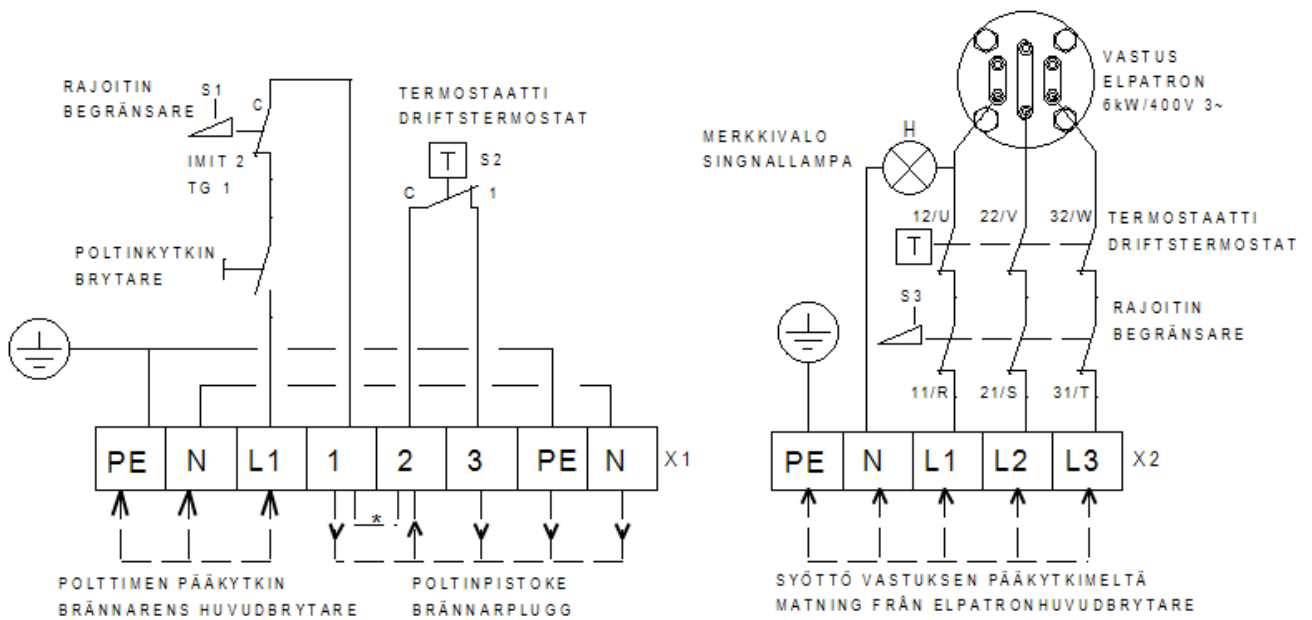 RAJOITIN
BEGRÄNSARE
S1
C
IMIT 2
TG 1
POLTINKYTKIN
BRYTARE
TERMOSTAATTI
DRIFTSTERMOSTAT
T
S2
C
1
PE N L1 1 2 3 PE N X1
*
POLTTIMEN PÄÄKYTKIN
BRÄNNARENS HUVUDBRYTARE
POLTINPISTOKE
BRÄNNARPLUGG
VASTUS
ELPATRON
6kW/400V 3~
MERKKIVALO
SINGNALLAMPA
H
12/U 22/V 32/W
T
TERMOSTAATTI
DRIFTSTERMOSTAT
S3
RAJOITIN
BEGRÄNSARE
11/R 21/S 31/T
PE N L1 L2 L3 X2
SYÖTTÖ VASTUKSEN PÄÄKYTKIMELTÄ
MATNING FRÅN ELPATRONHUVUDBRYTARE